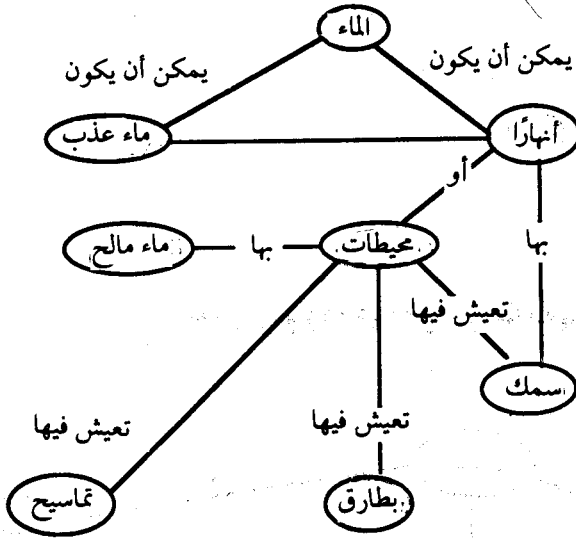 الماء
يمكن أن يكون
يمكن أن يكون
أنهارًا
ماء عذب
أو
بها
محيطات
بها
ماء مالح
تعيش فيها
سمك
تعيش فيها
تعيش فيها
بطارق
تماسيح